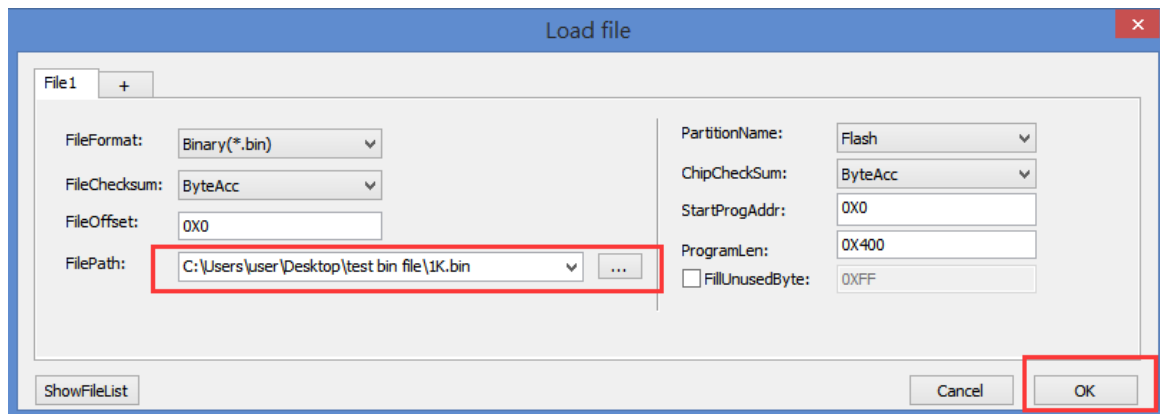 Load file
File1
+
FileFormat:
Binary(*.bin)
FileChecksum:
ByteAcc
FileOffset:
0X0
FilePath:
C:\Users\user\Desktop\test bin file\1K.bin
...
PartitionName:
Flash
ChipCheckSum:
ByteAcc
StartProgAddr:
0X0
ProgramLen:
0X400
FillUnusedByte:
0XFF
ShowFileList
Cancel
OK